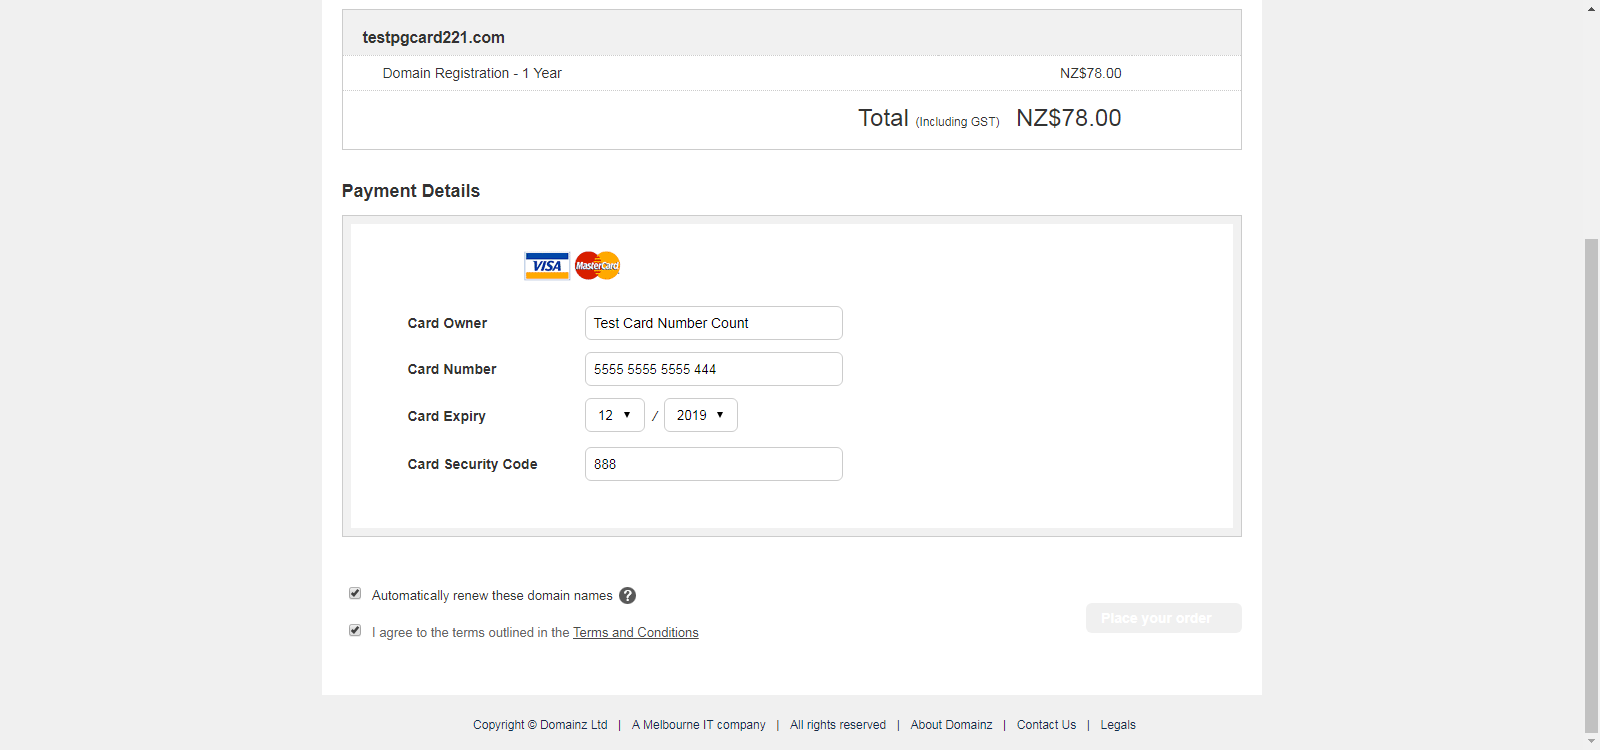 testpgcard221.com
Domain Registration - 1 Year NZ$78.00
Total (Including GST) NZ$78.00
Payment Details
VISA MasterCard
Card Owner Test Card Number Count
Card Number 5555 5555 5555 444
Card Expiry 12 / 2019
Card Security Code 888
Automatically renew these domain names ?
Place your order
I agree to the terms outlined in the Terms and Conditions
Copyright © Domainz Ltd | A Melbourne IT company | All rights reserved | About Domainz | Contact Us | Legals